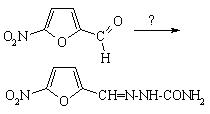 O ?
O₂N O C
H
O₂N O CH=N-NH-CONH₂